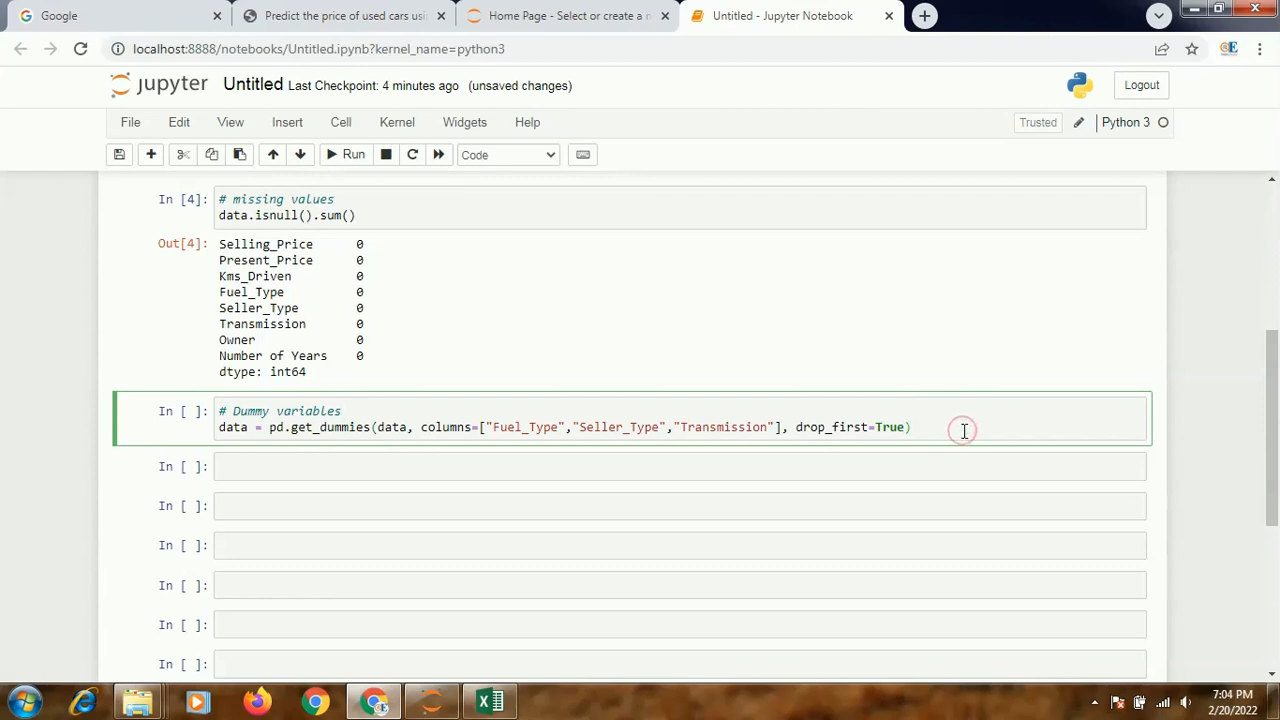 Google
Predict the price of used cars usi
Home Page - Select or create a n
Untitled - Jupyter Notebook
localhost:8888/notebooks/Untitled.ipynb?kernel_name=python3
jupyter Untitled Last Checkpoint: 4 minutes ago (unsaved changes)
Logout
File Edit View Insert Cell Kernel Widgets Help
Trusted Python 3
Run Code
In [4]: # missing values
data.isnull().sum()
Out[4]: Selling_Price 0
Present_Price 0
Kms_Driven 0
Fuel_Type 0
Seller_Type 0
Transmission 0
Owner 0
Number of Years 0
dtype: int64
In [ ]: # Dummy variables
data = pd.get_dummies(data, columns=["Fuel_Type","Seller_Type","Transmission"], drop_first=True)
In [ ]:
In [ ]:
In [ ]:
In [ ]:
In [ ]:
In [ ]:
7:04 PM
2/20/2022